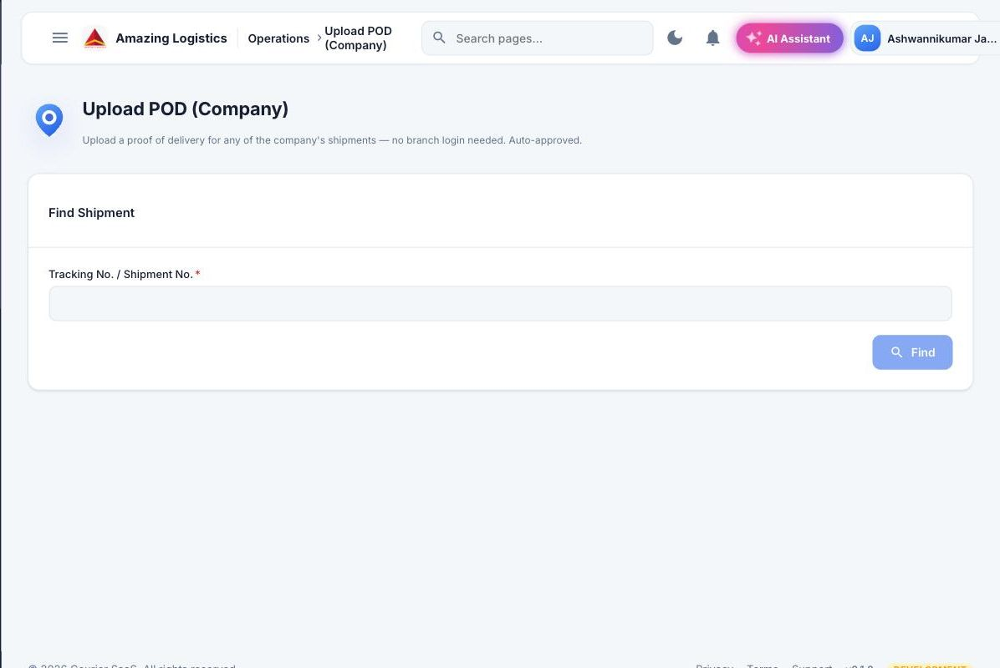 Amazing Logistics
Operations
Upload POD
(Company)
Search pages...
AI Assistant
AJ
Ashwannikumar Ja...
Upload POD (Company)
Upload a proof of delivery for any of the company's shipments — no branch login needed. Auto-approved.
Find Shipment
Tracking No. / Shipment No. *
Find
© 2026 Courier SaaS. All rights reserved.
Privacy
Terms
Support
DEVELOPMENT